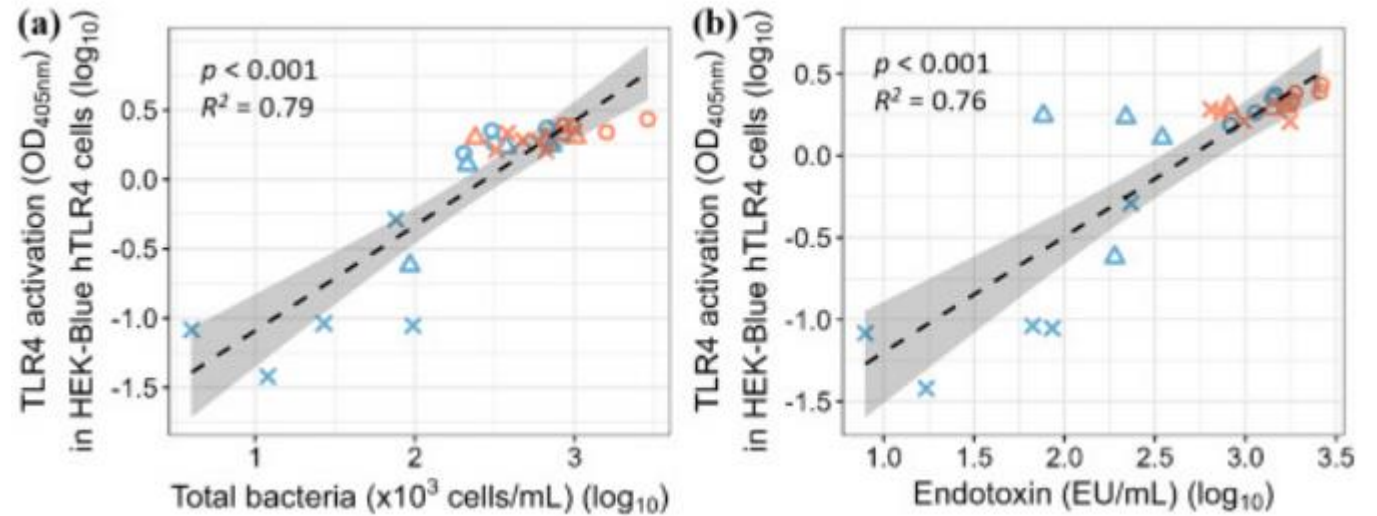 (a)
TLR4 activation (OD405nm)
in HEK-Blue hTLR4 cells (log10)
p < 0.001
R² = 0.79
0.5
0.0
-0.5
-1.0
-1.5
1 2 3
Total bacteria (x10³ cells/mL) (log10)
(b)
TLR4 activation (OD405nm)
in HEK-Blue hTLR4 cells (log10)
p < 0.001
R² = 0.76
0.5
0.0
-0.5
-1.0
-1.5
1.0 1.5 2.0 2.5 3.0 3.5
Endotoxin (EU/mL) (log10)